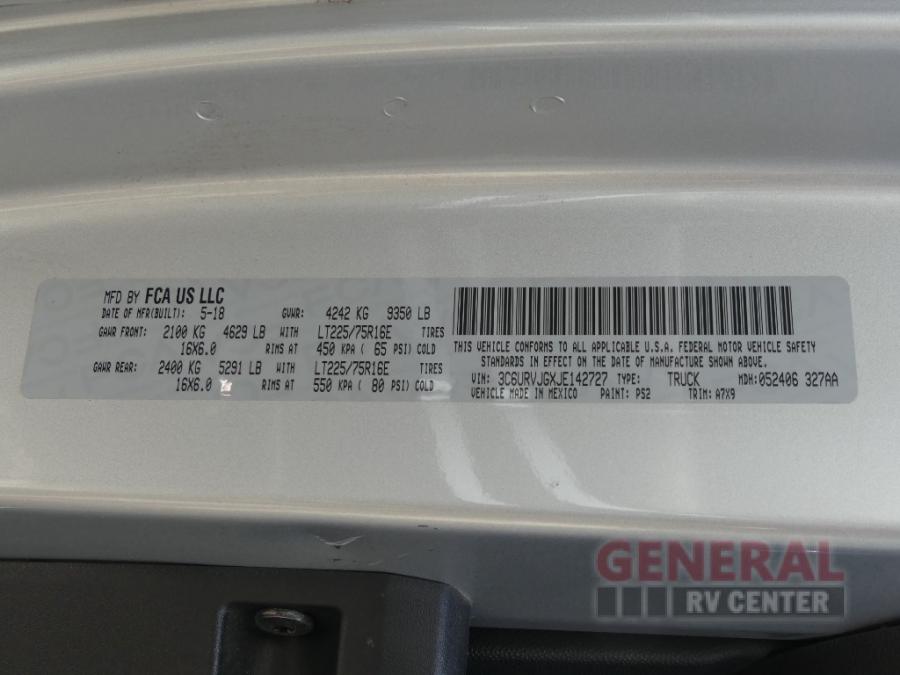 MFD BY FCA US LLC
DATE OF MFR(BUILT): 5-18 GVWR: 4242 KG 9350 LB
GAWR FRONT: 2100 KG 4629 LB WITH LT225/75R16E TIRES
16X6.0 RIMS AT 450 KPA ( 65 PSI) COLD
GAWR REAR: 2400 KG 5291 LB WITH LT225/75R16E TIRES
16X6.0 RIMS AT 550 KPA ( 80 PSI) COLD
THIS VEHICLE CONFORMS TO ALL APPLICABLE U.S.A. FEDERAL MOTOR VEHICLE SAFETY
STANDARDS IN EFFECT ON THE DATE OF MANUFACTURE SHOWN ABOVE.
VIN: 3C6URVJGXJE142727 TYPE: TRUCK MDH: 052406 327AA
VEHICLE MADE IN MEXICO PAINT: PS2 TRIM: A7X9
GENERAL
RV CENTER